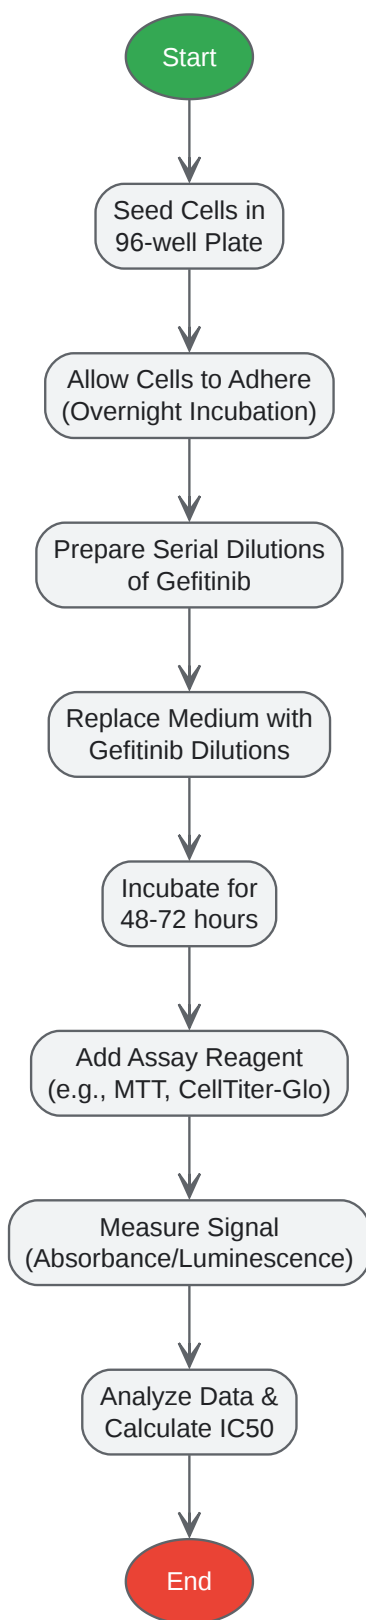 Start
Seed Cells in
96-well Plate
Allow Cells to Adhere
(Overnight Incubation)
Prepare Serial Dilutions
of Gefitinib
Replace Medium with
Gefitinib Dilutions
Incubate for
48-72 hours
Add Assay Reagent
(e.g., MTT, CellTiter-Glo)
Measure Signal
(Absorbance/Luminescence)
Analyze Data &
Calculate IC50
End